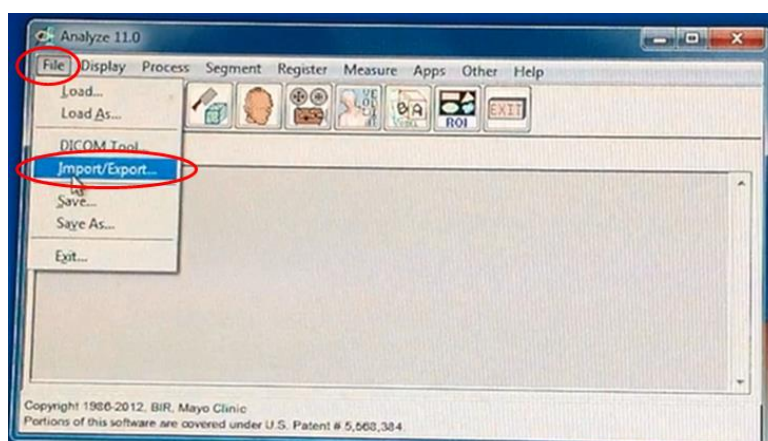 Analyze 11.0
File Display Process Segment Register Measure Apps Other Help
Load...
Load As...
ROI
EXIT
DICOM Tool...
Import/Export...
Save...
Save As...
Exit...
Copyright 1986-2012, BIR, Mayo Clinic
Portions of this software are covered under U.S. Patent # 5,568,384